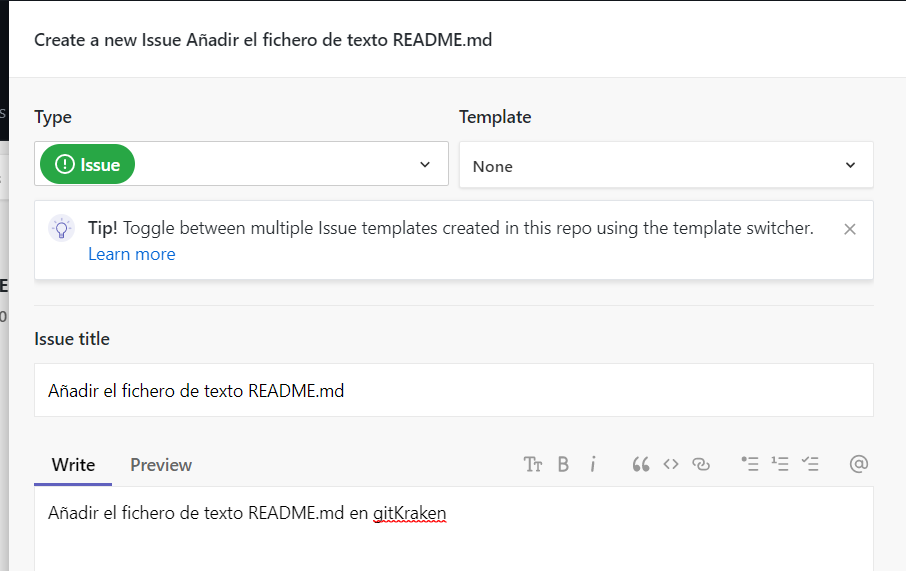 Create a new Issue Añadir el fichero de texto README.md
Type
Template
Issue
None
Tip! Toggle between multiple Issue templates created in this repo using the template switcher.
Learn more
Issue title
Añadir el fichero de texto README.md
Write Preview
Añadir el fichero de texto README.md en gitKraken